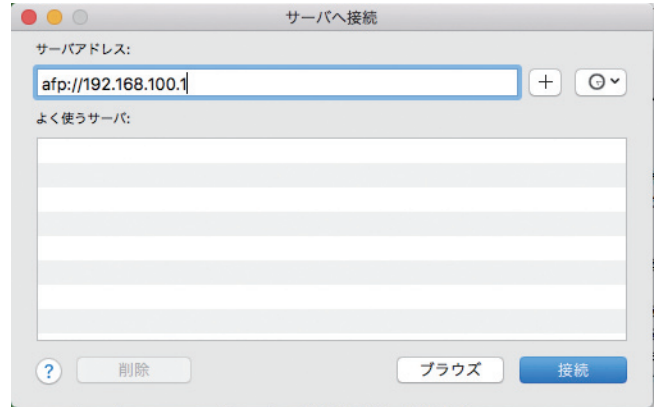 サーバへ接続
サーバアドレス:
afp://192.168.100.1
よく使うサーバ:
? 削除 ブラウズ 接続